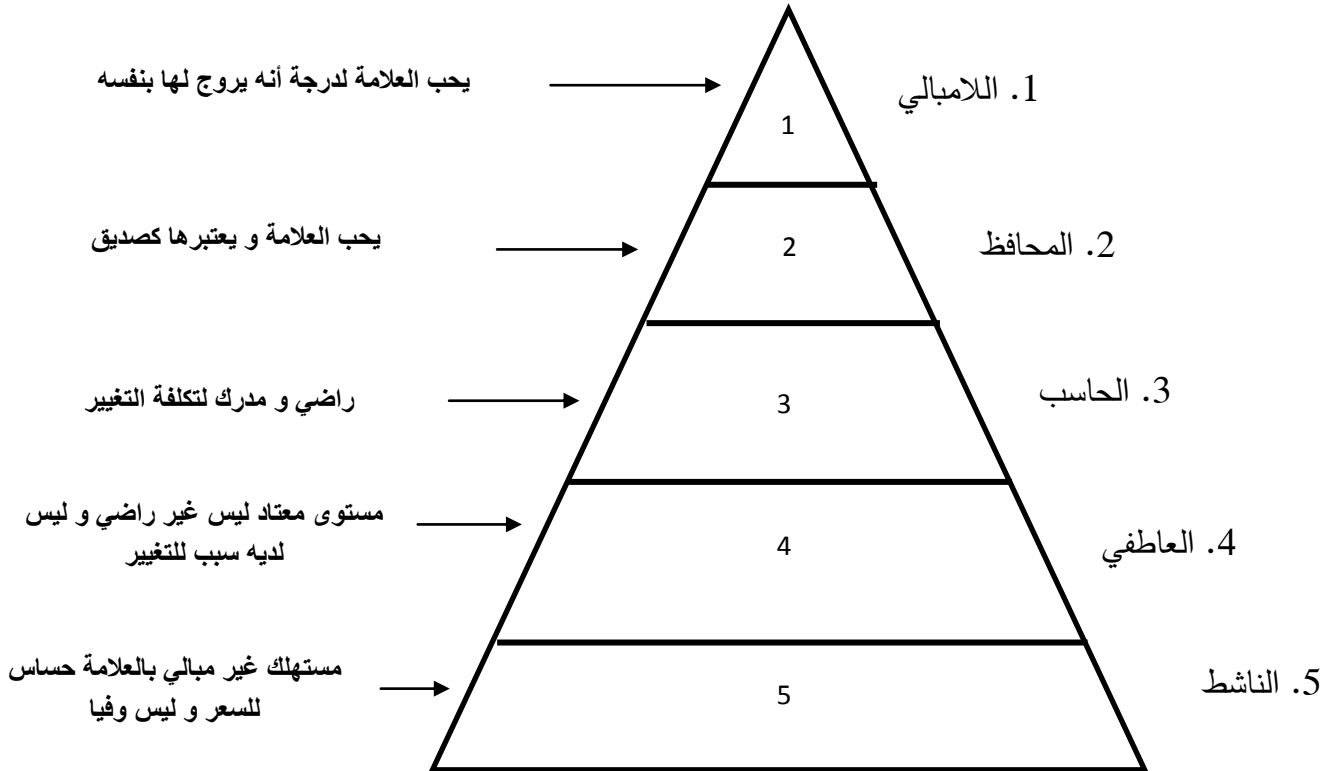 1. اللامبالي
1
يحب العلامة لدرجة أنه يروج لها بنفسه
2. المحافظ
2
يحب العلامة و يعتبرها كصديق
3. الحاسب
3
راضي و مدرك لتكلفة التغيير
4. العاطفي
4
مستوى معتاد ليس غير راضي و ليس
لديه سبب للتغيير
5. الناشط
5
مستهلك غير مبالي بالعلامة حساس
للسعر و ليس وفيا